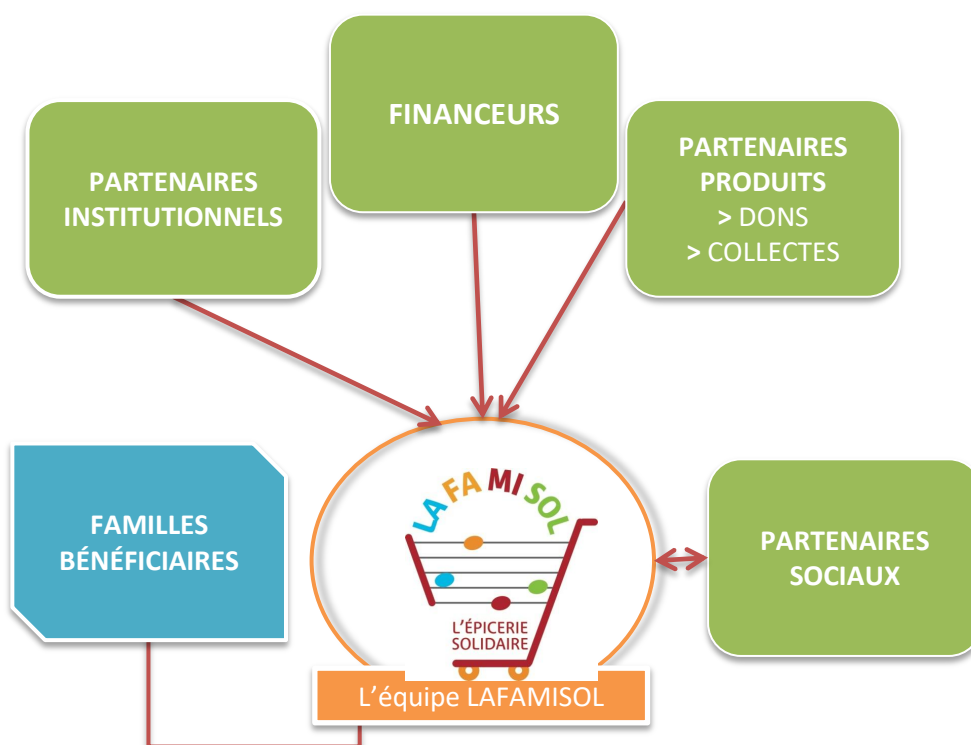 FINANCEURS
PARTENAIRES
INSTITUTIONNELS
PARTENAIRES
PRODUITS
> DONS
> COLLECTES
FAMILLES
BÉNÉFICIAIRES
LA FA MI SOL
L'ÉPICERIE
SOLIDAIRE
L'équipe LAFAMISOL
PARTENAIRES
SOCIAUX